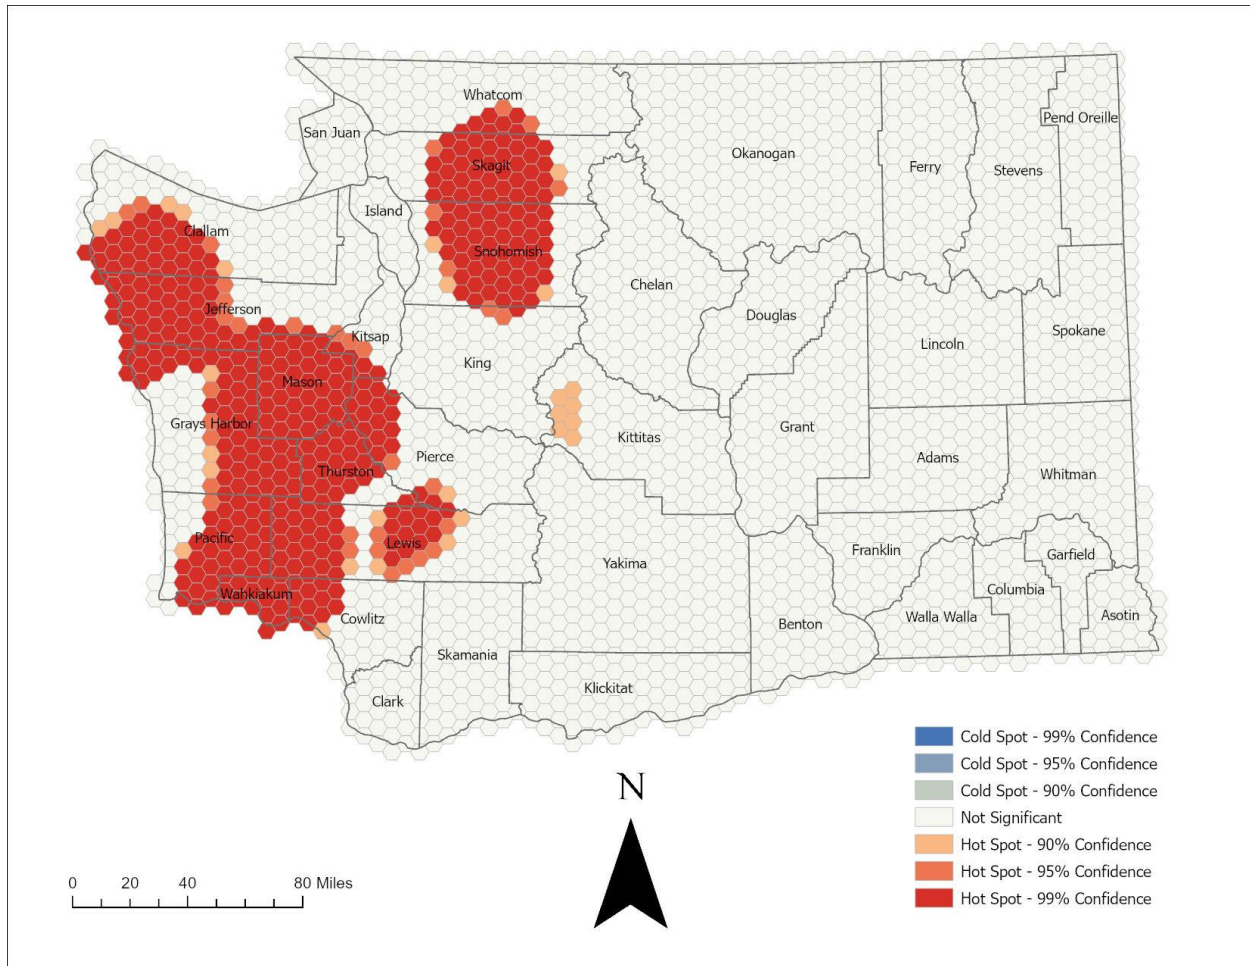 Whatcom
Pend Oreille
San Juan
Okanogan
Skagit
Ferry
Stevens
Island
Clallam
Snohomish
Chelan
Jefferson
Douglas
Kitsap
Spokane
Lincoln
King
Mason
Grays Harbor
Grant
Kittitas
Pierce
Adams
Thurston
Whitman
Pacific
Lewis
Franklin
Garfield
Yakima
Columbia
Wahkiakum
Cowlitz
Walla Walla
Asotin
Benton
Skamania
Klickitat
Clark
Cold Spot - 99% Confidence
Cold Spot - 95% Confidence
Cold Spot - 90% Confidence
Not Significant
Hot Spot - 90% Confidence
Hot Spot - 95% Confidence
Hot Spot - 99% Confidence
N
0 20 40 80 Miles